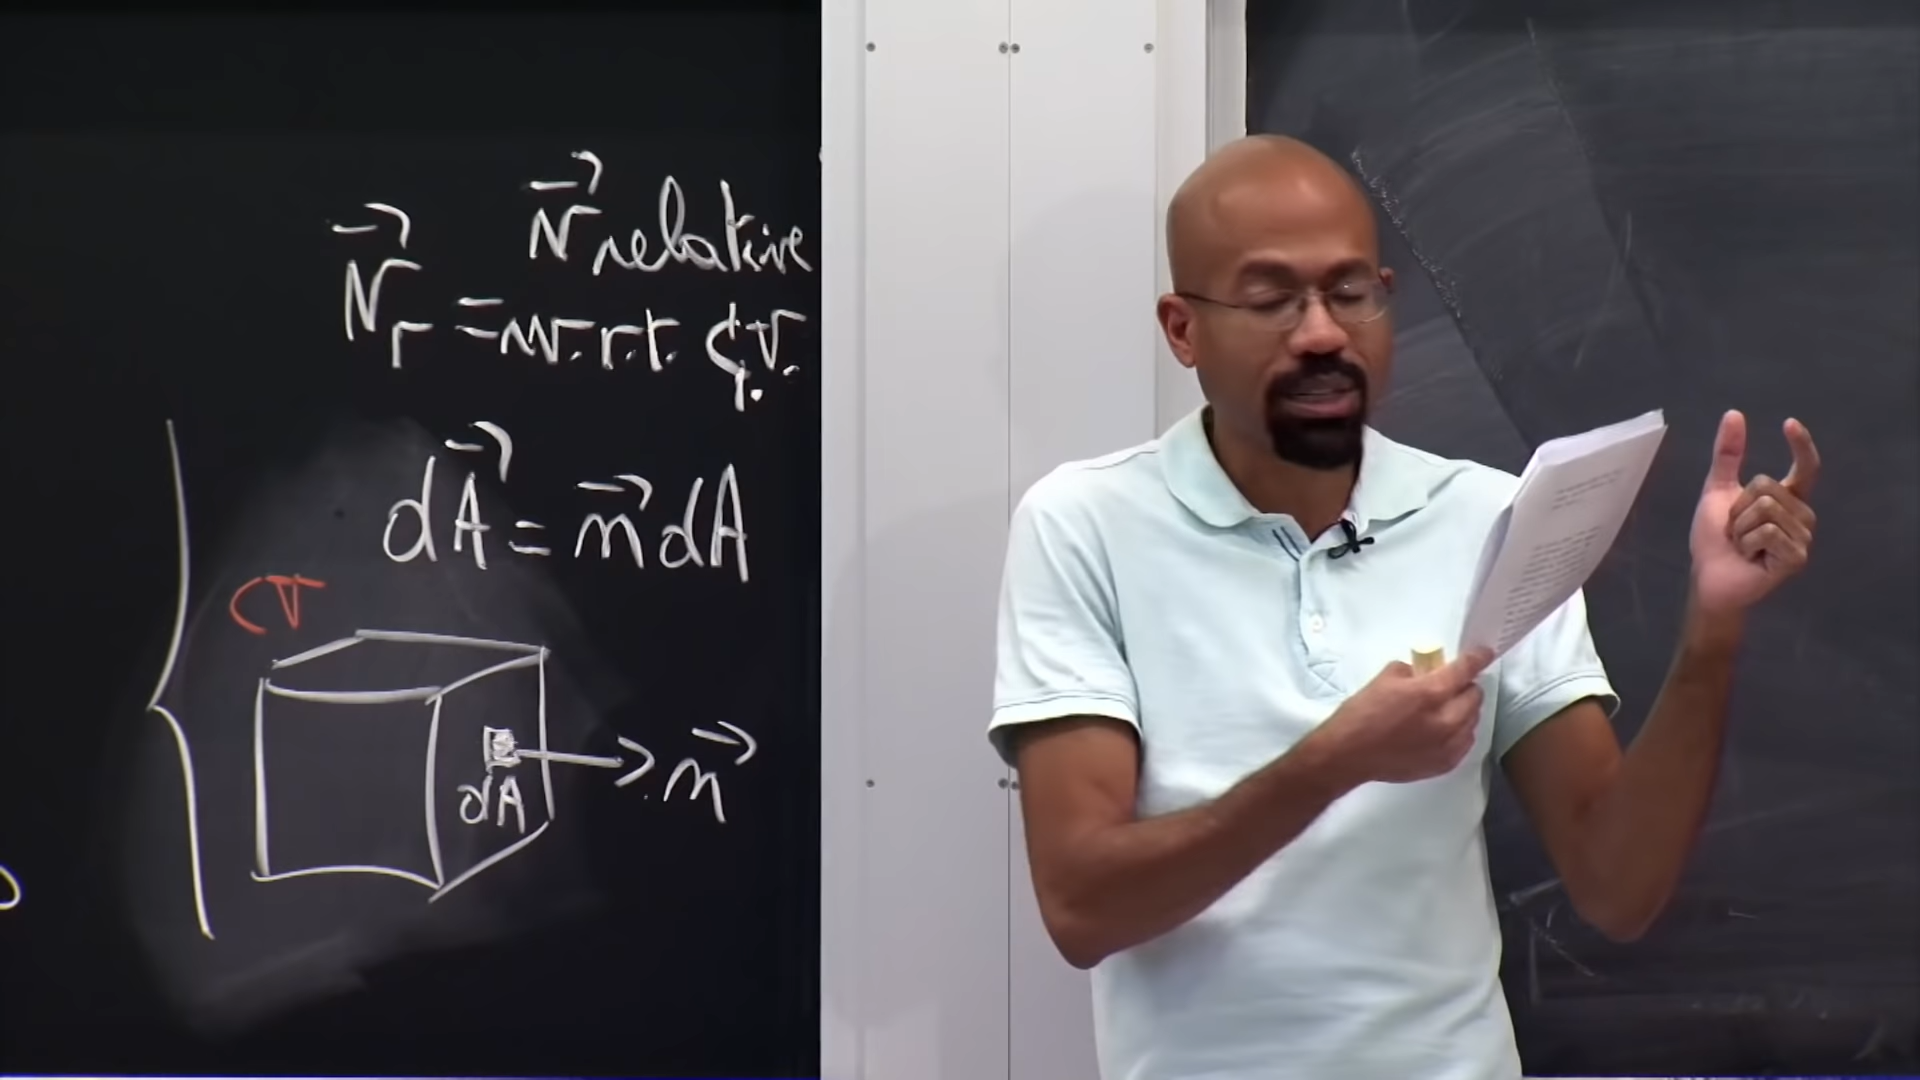 v⃗ relative
v⃗r = w.r.t. C.V.
dA⃗ = n⃗ dA
CV
dA
n⃗